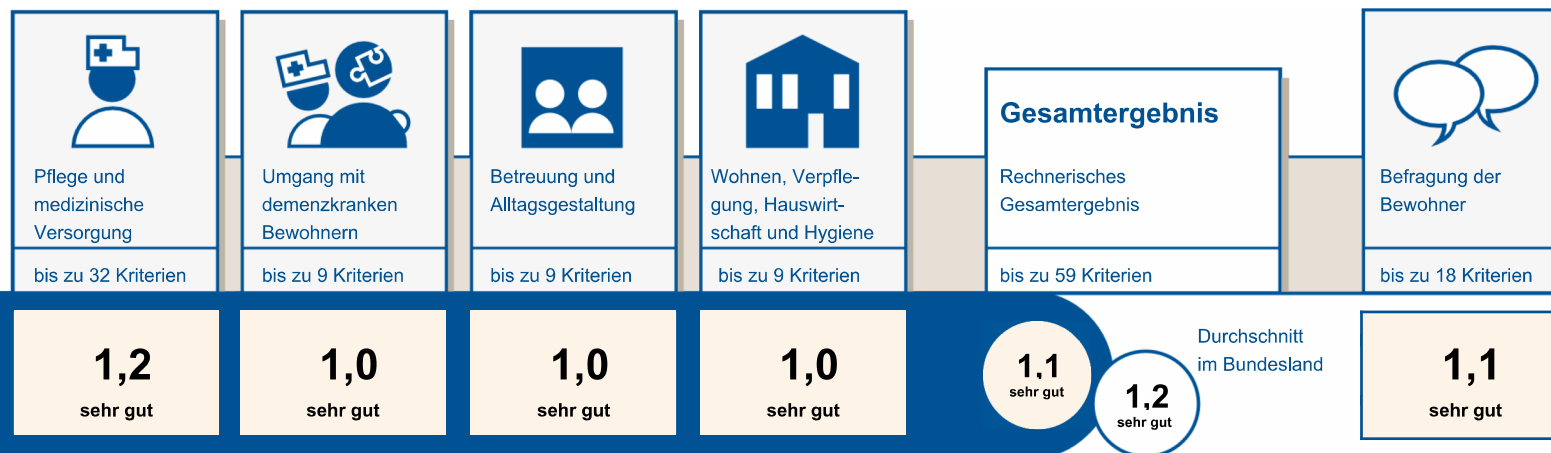 Pflege und
medizinische
Versorgung
bis zu 32 Kriterien
1,2
sehr gut
Umgang mit
demenzkranken
Bewohnern
bis zu 9 Kriterien
1,0
sehr gut
Betreuung und
Alltagsgestaltung
bis zu 9 Kriterien
1,0
sehr gut
Wohnen, Verpfle-
gung, Hauswirt-
schaft und Hygiene
bis zu 9 Kriterien
1,0
sehr gut
Gesamtergebnis
Rechnerisches
Gesamtergebnis
bis zu 59 Kriterien
1,1
sehr gut
1,2
sehr gut
Durchschnitt
im Bundesland
Befragung der
Bewohner
bis zu 18 Kriterien
1,1
sehr gut